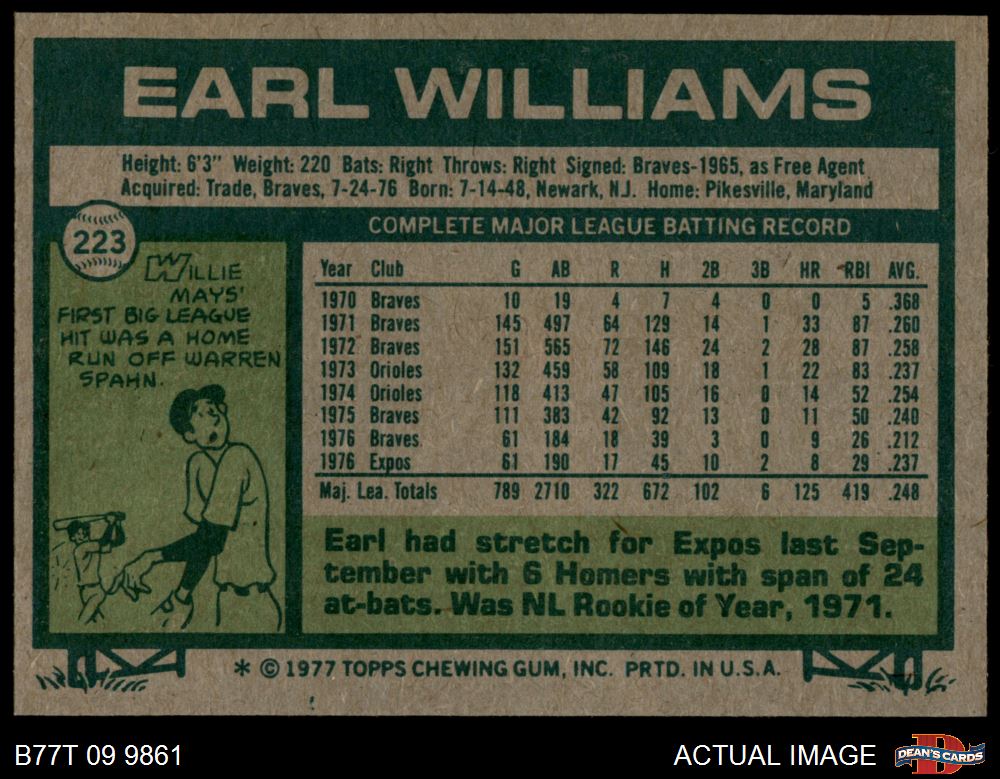 EARL WILLIAMS
Height: 6'3" Weight: 220 Bats: Right Throws: Right Signed: Braves-1965, as Free Agent
Acquired: Trade, Braves, 7-24-76 Born: 7-14-48, Newark, N.J. Home: Pikesville, Maryland
223
WILLIE
MAYS'
FIRST BIG LEAGUE
HIT WAS A HOME
RUN OFF WARREN
SPAHN.
COMPLETE MAJOR LEAGUE BATTING RECORD
Year Club G AB R H 2B 3B HR RBI AVG.
1970 Braves 10 19 4 7 4 0 0 5 .368
1971 Braves 145 497 64 129 14 1 33 87 .260
1972 Braves 151 565 72 146 24 2 28 87 .258
1973 Orioles 132 459 58 109 18 1 22 83 .237
1974 Orioles 118 413 47 105 16 0 14 52 .254
1975 Braves 111 383 42 92 13 0 11 50 .240
1976 Braves 61 184 18 39 3 0 9 26 .212
1976 Expos 61 190 17 45 10 2 8 29 .237
Maj. Lea. Totals 789 2710 322 672 102 6 125 419 .248
Earl had stretch for Expos last Sep-
tember with 6 Homers with span of 24
at-bats. Was NL Rookie of Year, 1971.
* © 1977 TOPPS CHEWING GUM, INC. PRTD. IN U.S.A.
B77T 09 9861
ACTUAL IMAGE
D
DEAN'S CARDS